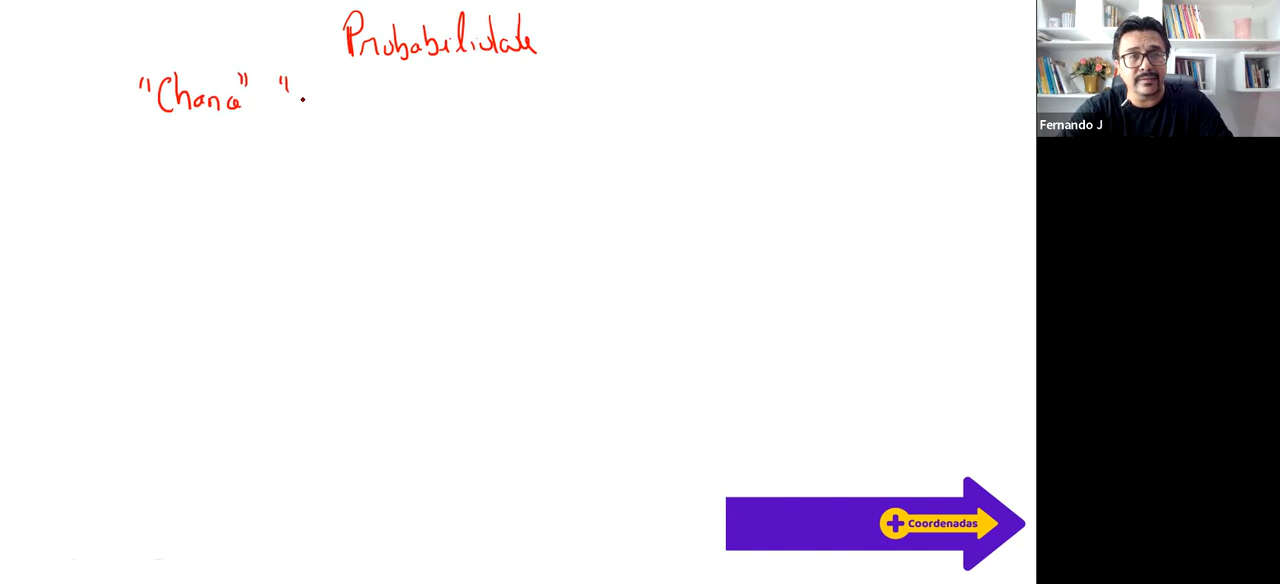 Probabilidade
"Chance" "
Fernando J
+ Coordenadas